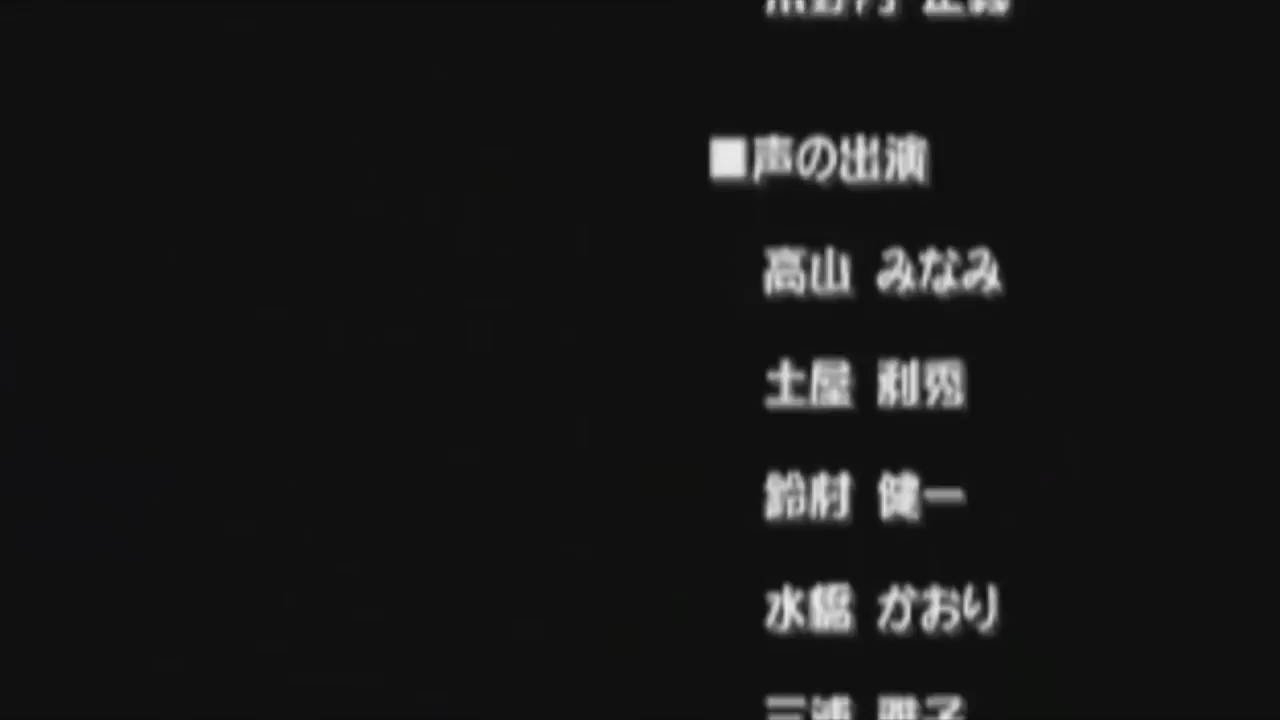 ■声の出演
高山 みなみ
土屋 利秀
鈴村 健一
水橋 かおり